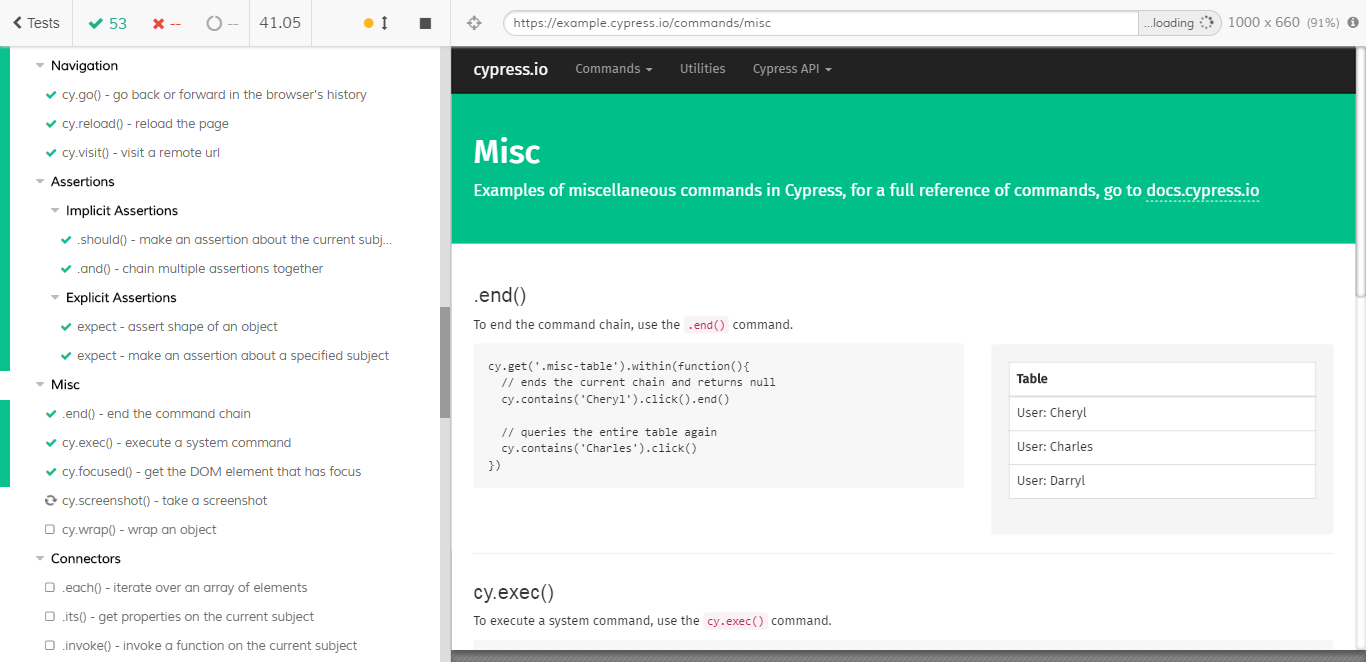 Tests 53 -- -- 41.05
https://example.cypress.io/commands/misc ...loading 1000 x 660 (91%)
Navigation
cy.go() - go back or forward in the browser's history
cy.reload() - reload the page
cy.visit() - visit a remote url
Assertions
Implicit Assertions
.should() - make an assertion about the current subj...
.and() - chain multiple assertions together
Explicit Assertions
expect - assert shape of an object
expect - make an assertion about a specified subject
Misc
.end() - end the command chain
cy.exec() - execute a system command
cy.focused() - get the DOM element that has focus
cy.screenshot() - take a screenshot
cy.wrap() - wrap an object
Connectors
.each() - iterate over an array of elements
.its() - get properties on the current subject
.invoke() - invoke a function on the current subject
cypress.io Commands Utilities Cypress API
Misc
Examples of miscellaneous commands in Cypress, for a full reference of commands, go to docs.cypress.io
.end()
To end the command chain, use the .end() command.
cy.get('.misc-table').within(function(){
// ends the current chain and returns null
cy.contains('Cheryl').click().end()
// queries the entire table again
cy.contains('Charles').click()
})
Table
User: Cheryl
User: Charles
User: Darryl
cy.exec()
To execute a system command, use the cy.exec() command.